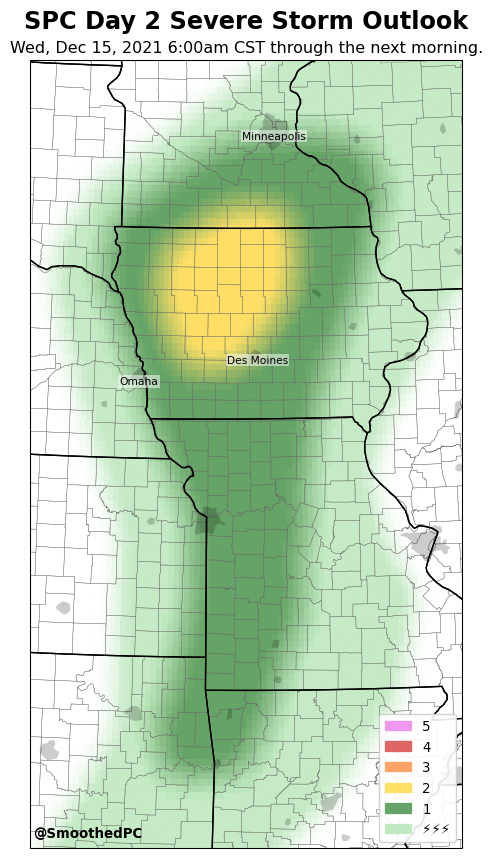 SPC Day 2 Severe Storm Outlook
Wed, Dec 15, 2021 6:00am CST through the next morning.
Minneapolis
Des Moines
Omaha
5
4
3
2
1
⚡⚡⚡
@SmoothedPC